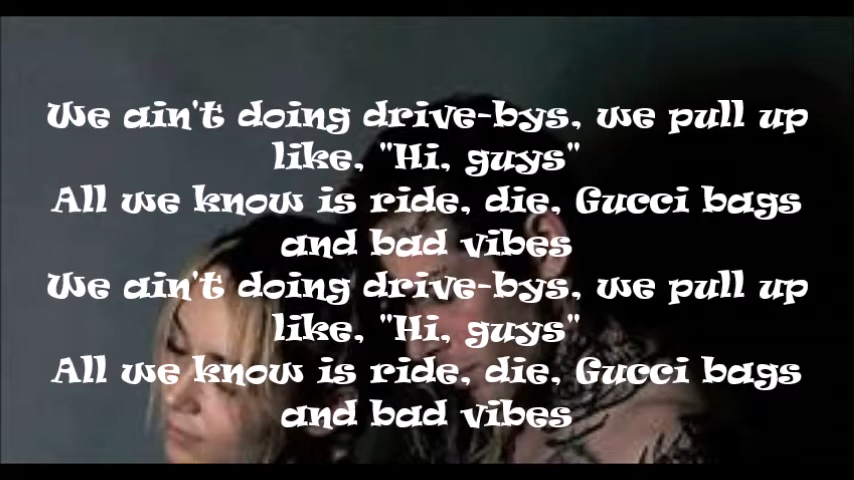 We ain't doing drive-bys, we pull up
like, "Hi, guys"
All we know is ride, die, Gucci bags
and bad vibes
We ain't doing drive-bys, we pull up
like, "Hi, guys"
All we know is ride, die, Gucci bags
and bad vibes